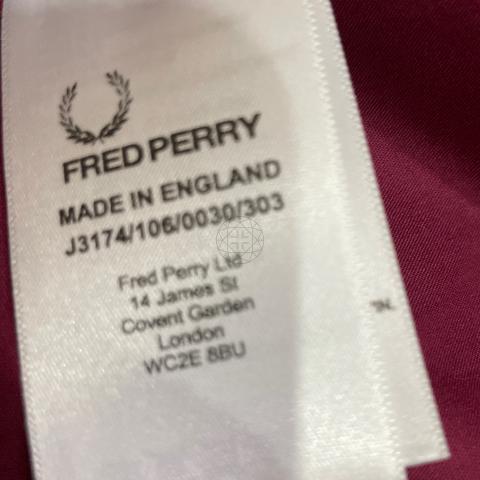 FRED PERRY
MADE IN ENGLAND
J3174/106/0030/303
Fred Perry Ltd
14 James St
Covent Garden
London
WC2E 8BU